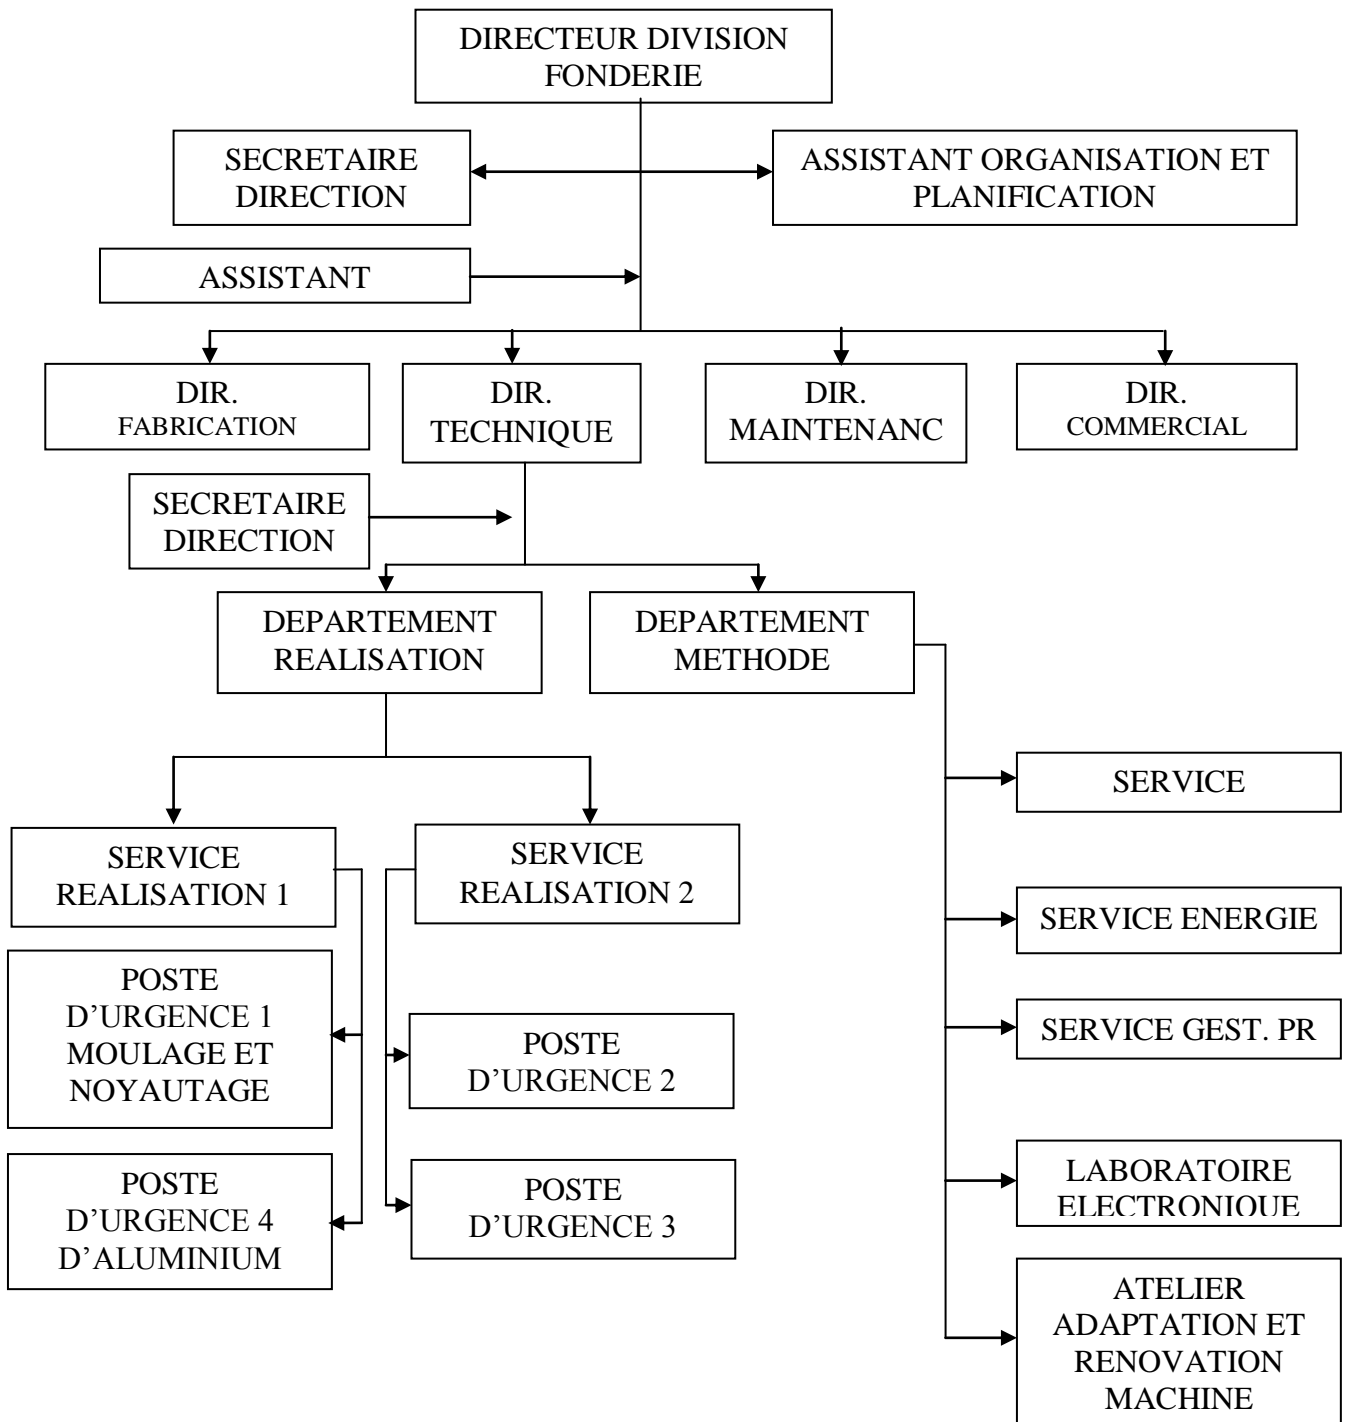 DIRECTEUR DIVISION
FONDERIE
SECRETAIRE
DIRECTION
ASSISTANT ORGANISATION ET
PLANIFICATION
ASSISTANT
DIR.
FABRICATION
DIR.
TECHNIQUE
DIR.
MAINTENANC
DIR.
COMMERCIAL
SECRETAIRE
DIRECTION
DEPARTEMENT
REALISATION
DEPARTEMENT
METHODE
SERVICE
SERVICE
REALISATION 1
SERVICE
REALISATION 2
SERVICE ENERGIE
POSTE
D’URGENCE 1
MOULAGE ET
NOYAUTAGE
POSTE
D’URGENCE 2
SERVICE GEST. PR
POSTE
D’URGENCE 4
D’ALUMINIUM
POSTE
D’URGENCE 3
LABORATOIRE
ELECTRONIQUE
ATELIER
ADAPTATION ET
RENOVATION
MACHINE